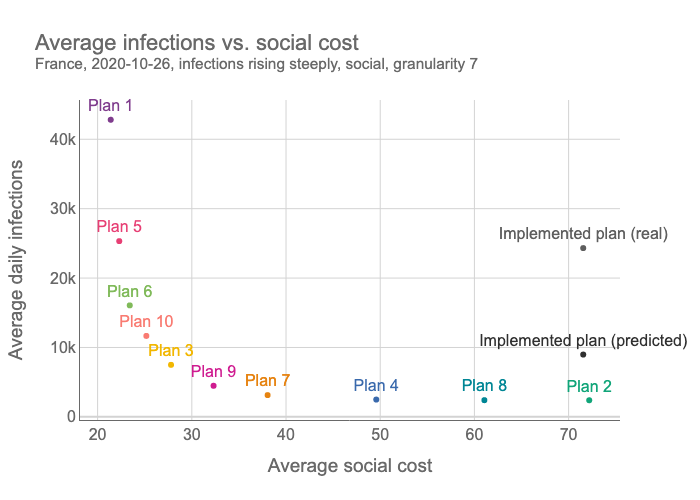 Average infections vs. social cost
France, 2020-10-26, infections rising steeply, social, granularity 7
Plan 1
40k
30k
Plan 5
Implemented plan (real)
20k
Plan 6
Plan 10
Implemented plan (predicted)
10k
Plan 3
Plan 9
Plan 7
Plan 4
Plan 8
Plan 2
0
20
30
40
50
60
70
Average daily infections
Average social cost